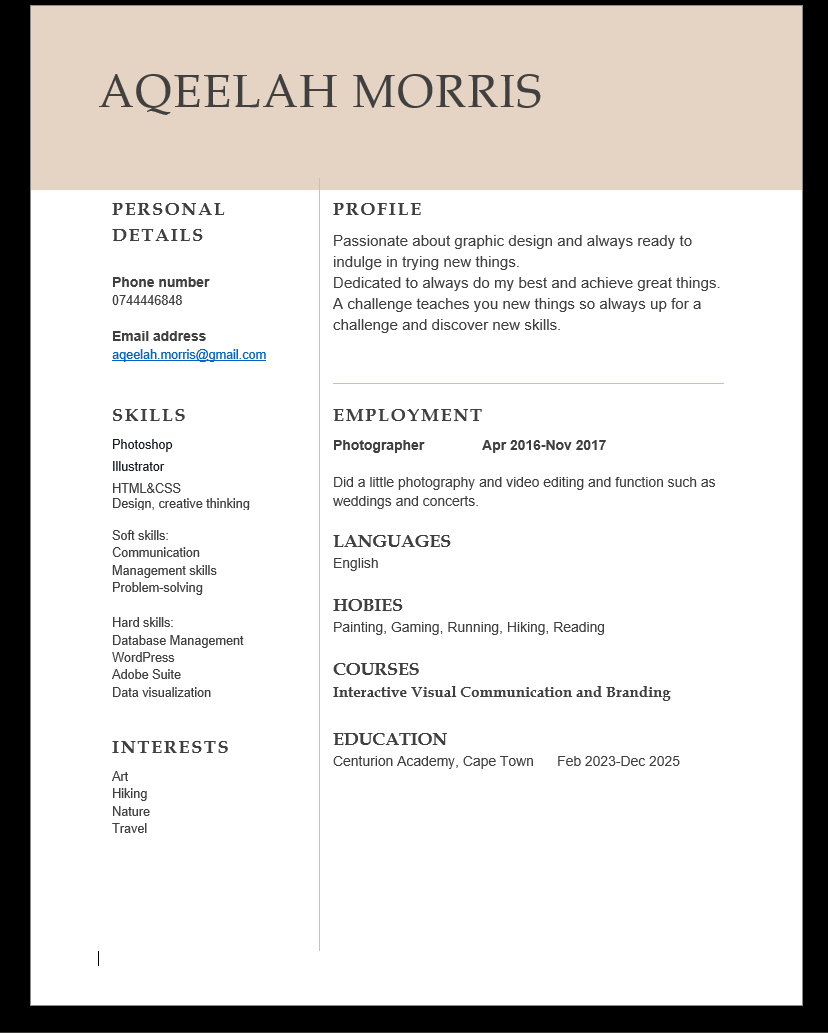 AQEELAH MORRIS
PERSONAL
DETAILS
Phone number
0744446848
Email address
aqeelah.morris@gmail.com
SKILLS
Photoshop
Illustrator
HTML&CSS
Design, creative thinking
Soft skills:
Communication
Management skills
Problem-solving
Hard skills:
Database Management
WordPress
Adobe Suite
Data visualization
INTERESTS
Art
Hiking
Nature
Travel
PROFILE
Passionate about graphic design and always ready to
indulge in trying new things.
Dedicated to always do my best and achieve great things.
A challenge teaches you new things so always up for a
challenge and discover new skills.
EMPLOYMENT
Photographer Apr 2016-Nov 2017
Did a little photography and video editing and function such as
weddings and concerts.
LANGUAGES
English
HOBIES
Painting, Gaming, Running, Hiking, Reading
COURSES
Interactive Visual Communication and Branding
EDUCATION
Centurion Academy, Cape Town Feb 2023-Dec 2025